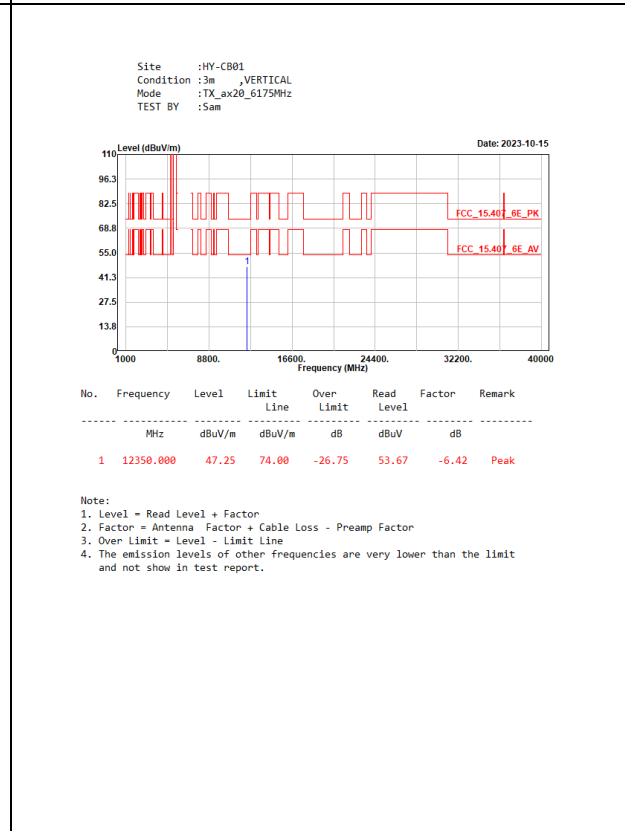 Site      :HY-CB01
Condition :3m    ,VERTICAL
Mode      :TX_ax20_6175MHz
TEST BY   :Sam
Level (dBuV/m)
Date: 2023-10-15
110
96.3
82.5
68.8
55.0
41.3
27.5
13.8
0
FCC_15.407_6E_PK
FCC_15.407_6E_AV
1
1000 8800. 16600. 24400. 32200. 40000
Frequency (MHz)
No. Frequency Level Limit Over Read Factor Remark
Line Limit Level
------ ----------- -------- -------- --------- --------- -------- ---------
MHz dBuV/m dBuV/m dB dBuV dB
1 12350.000 47.25 74.00 -26.75 53.67 -6.42 Peak
Note:
1. Level = Read Level + Factor
2. Factor = Antenna  Factor + Cable Loss - Preamp Factor
3. Over Limit = Level - Limit Line
4. The emission levels of other frequencies are very lower than the limit
and not show in test report.